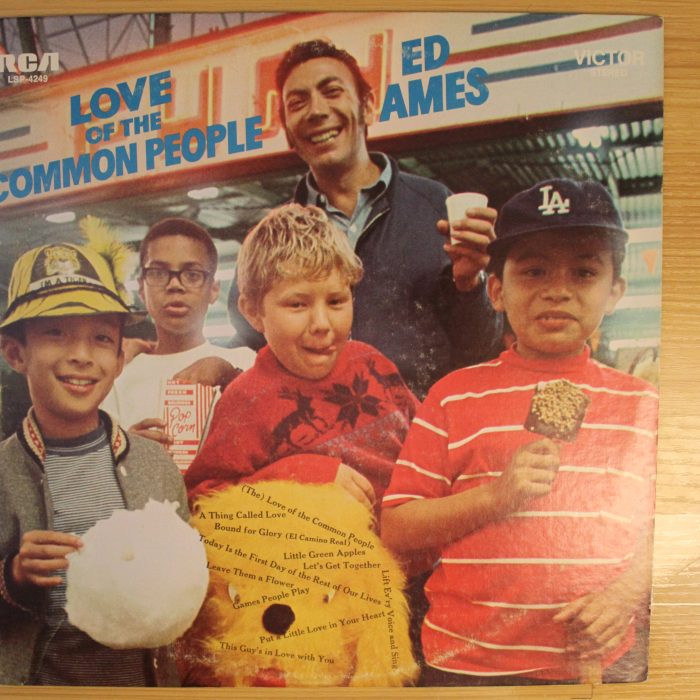 RCA
LSP-4249
VICTOR
STEREO
LOVE
OF THE
COMMON PEOPLE
ED
AMES
I'M A TIGER
LA
HOT
FRESH
Pop
Corn
(The) Love of the Common People
A Thing Called Love
Bound for Glory (El Camino Real)
Little Green Apples
Today Is the First Day of the Rest of Our Lives
Let's Get Together
Leave Them a Flower
Games People Play
Lift Ev'ry Voice and Sing
Put a Little Love in Your Heart
This Guy's in Love with You